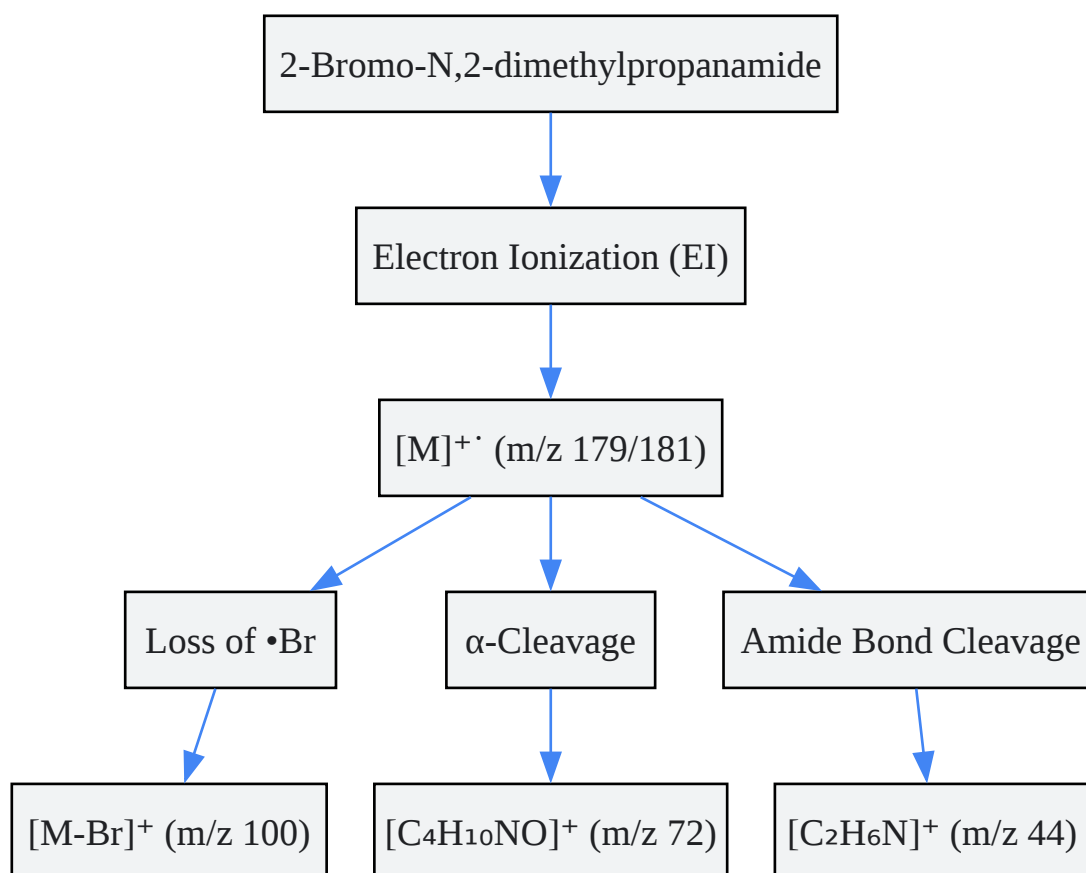 2-Bromo-N,2-dimethylpropanamide
Electron Ionization (EI)
[M]⁺˙ (m/z 179/181)
Loss of •Br
α-Cleavage
Amide Bond Cleavage
[M-Br]⁺ (m/z 100)
[C₄H₁₀NO]⁺ (m/z 72)
[C₂H₆N]⁺ (m/z 44)